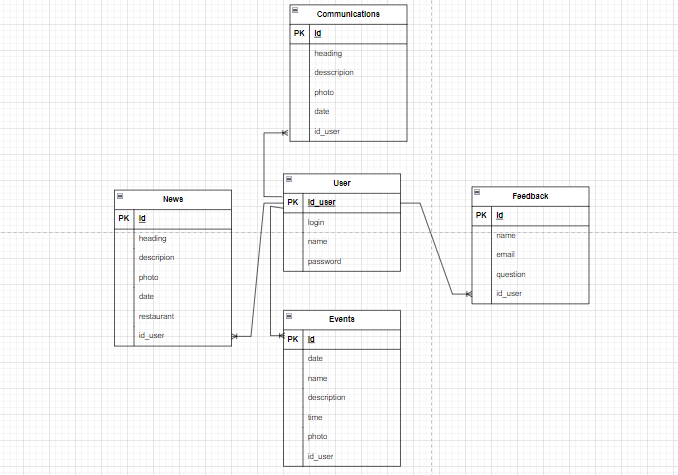 Communications
PK id
heading
desscripion
photo
date
id_user
User
PK id_user
login
name
password
News
PK id
heading
descripion
photo
date
restaurant
id_user
Feedback
PK id
name
email
question
id_user
Events
PK id
date
name
description
time
photo
id_user